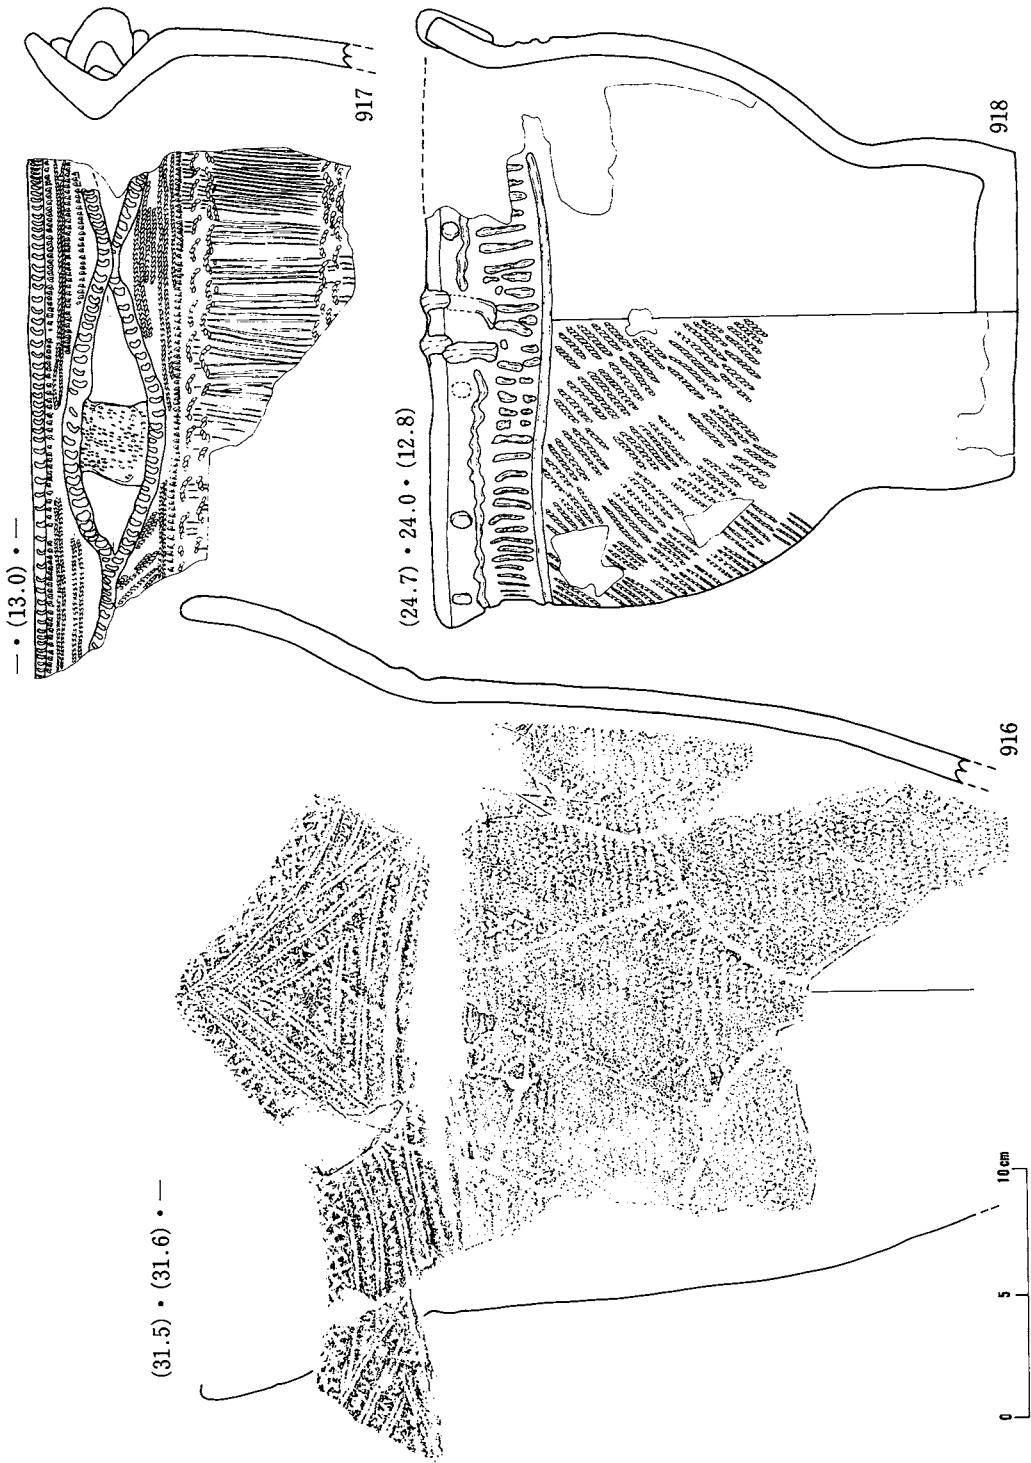 — • (13.0) • —
917
(24.7) • 24.0 • (12.8)
918
(31.5) • (31.6) • —
916
0 5 10cm